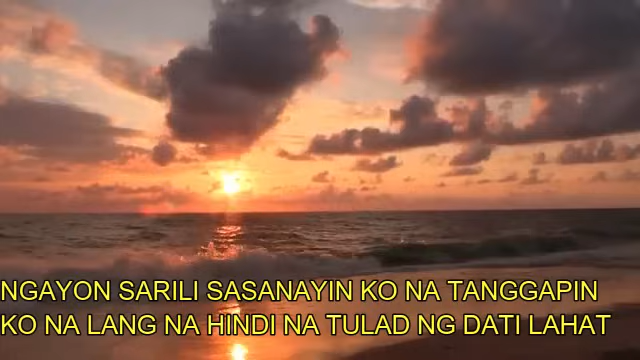 NGAYON SARILI SASANAYIN KO NA TANGGAPIN
KO NA LANG NA HINDI NA TULAD NG DATI LAHAT